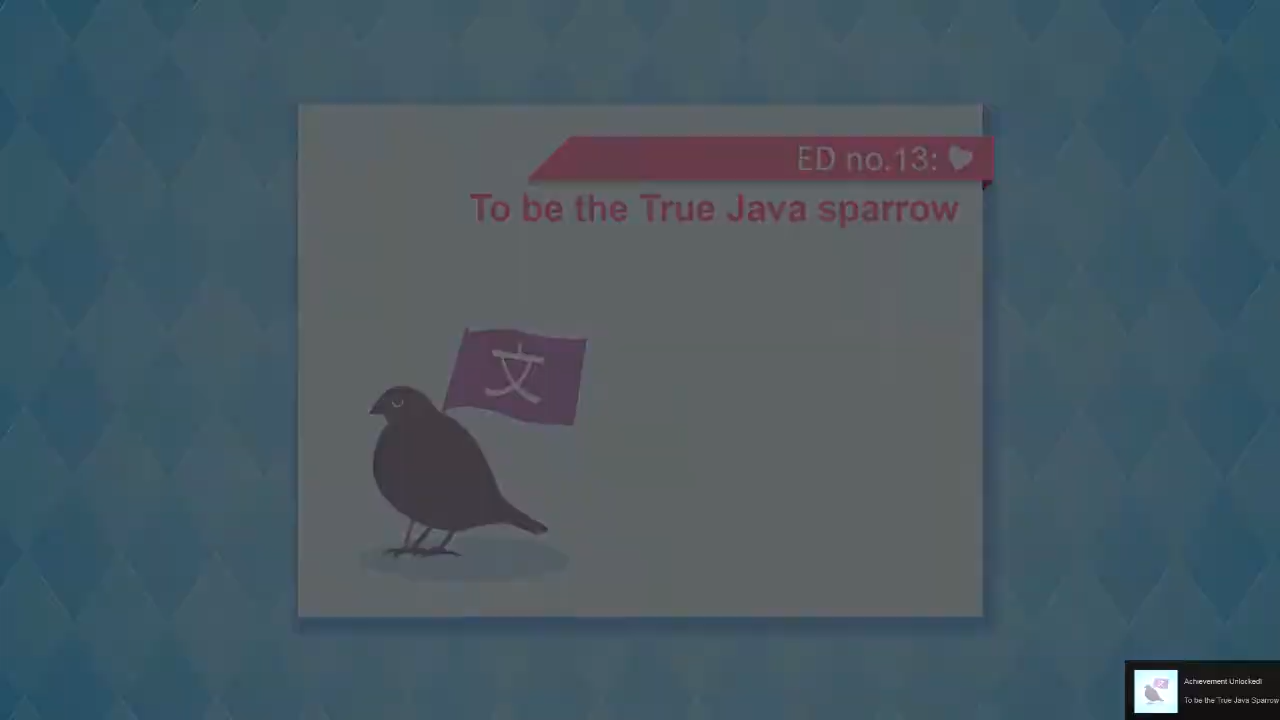 ED no.13:
To be the True Java sparrow
文
Achievement Unlocked!
To be the True Java Sparrow